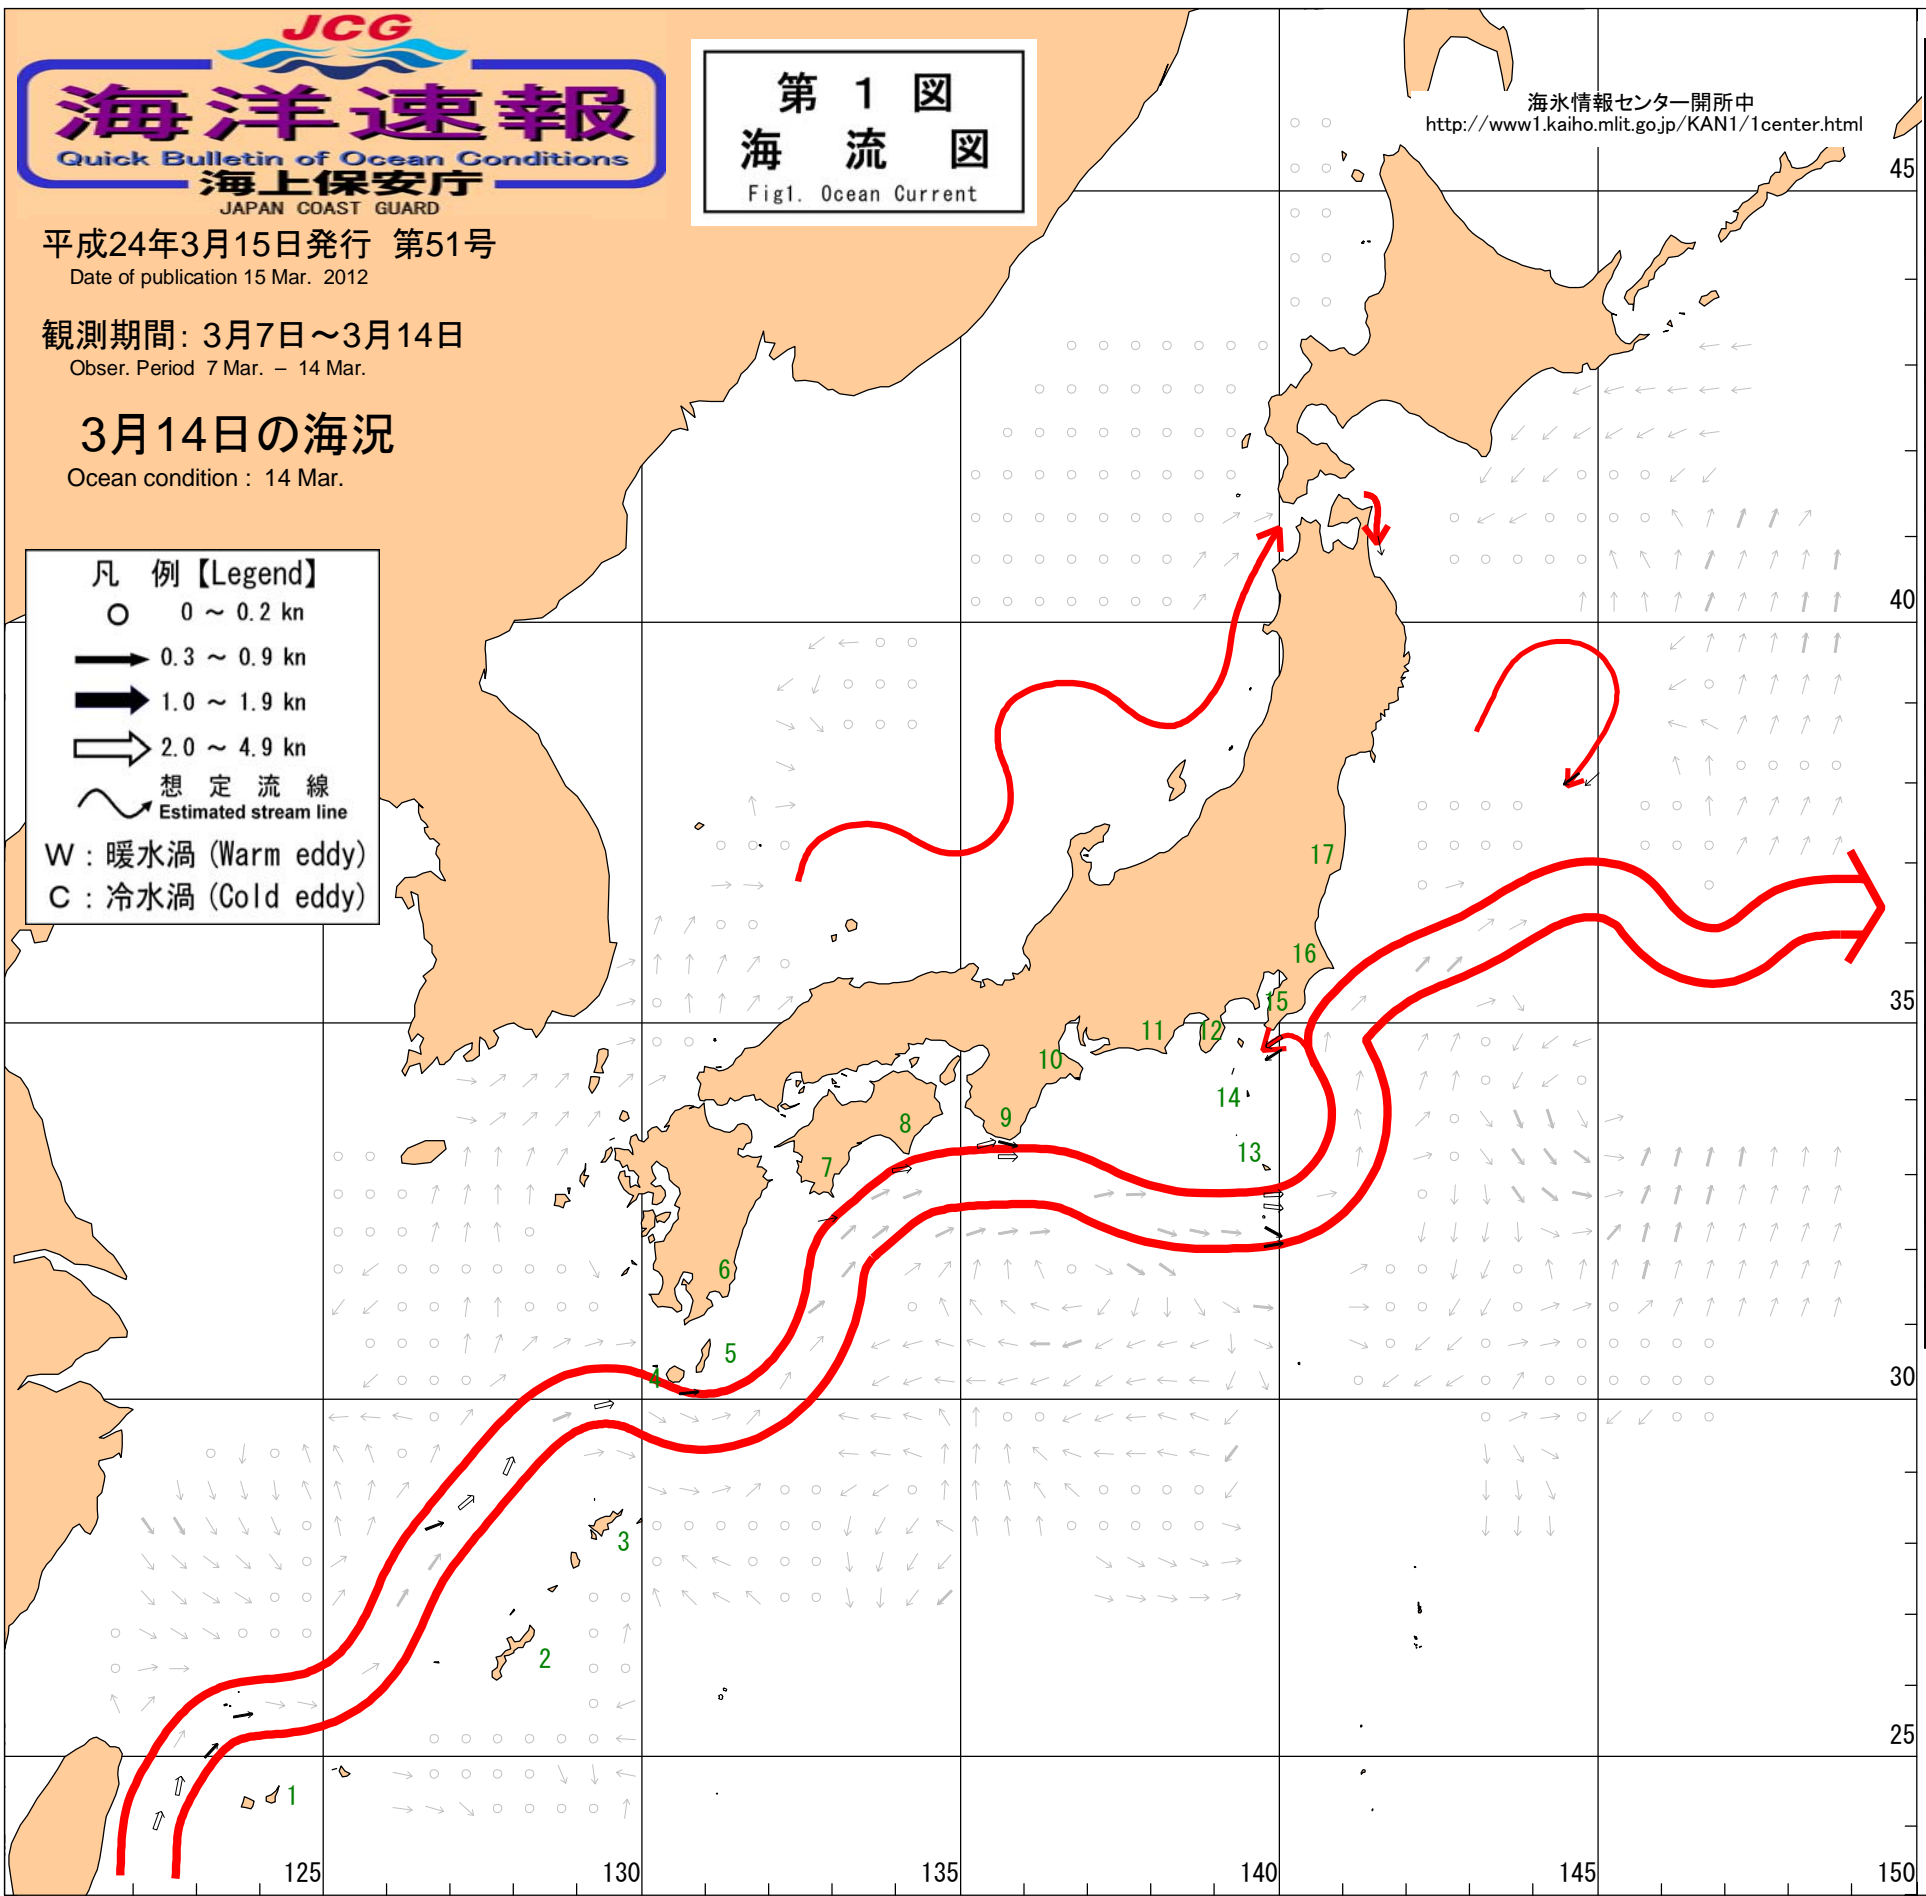 JCG
海洋速報
Quick Bulletin of Ocean Conditions
海上保安庁
JAPAN COAST GUARD
平成24年3月15日発行 第51号
Date of publication 15 Mar. 2012
観測期間: 3月7日～3月14日
Obser. Period 7 Mar. – 14 Mar.
3月14日の海況
Ocean condition : 14 Mar.
第 1 図
海 流 図
Fig1. Ocean Current
海氷情報センター開所中
http://www1.kaiho.mlit.go.jp/KAN1/1center.html
凡 例【Legend】
0 ～ 0.2 kn
0.3 ～ 0.9 kn
1.0 ～ 1.9 kn
2.0 ～ 4.9 kn
想 定 流 線
Estimated stream line
W : 暖水渦 (Warm eddy)
C : 冷水渦 (Cold eddy)
45
40
35
30
25
17
16
15
12
11
10
14
13
9
8
7
6
5
4
3
2
1
125
130
135
140
145
150